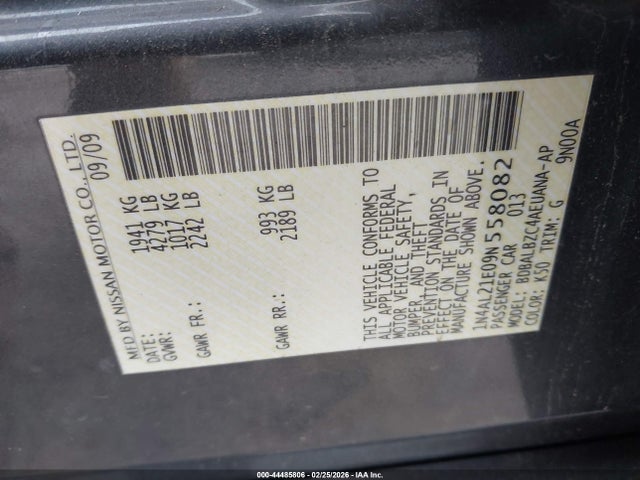 MFD BY NISSAN MOTOR CO., LTD.
DATE: 09/09
GVWR: 1941 KG
4279 LB
GAWR FR.: 1017 KG
2242 LB
GAWR RR.: 993 KG
2189 LB
THIS VEHICLE CONFORMS TO
ALL APPLICABLE FEDERAL
MOTOR VEHICLE SAFETY,
BUMPER, AND THEFT
PREVENTION STANDARDS IN
EFFECT ON THE DATE OF
MANUFACTURE SHOWN ABOVE.
1N4AL21E09N558082
PASSENGER CAR 013
MODEL: BDBALBZC4AEUANA-AP
COLOR: K50 TRIM: G 9N00A
000-44485806 - 02/25/2026 - IAA Inc.